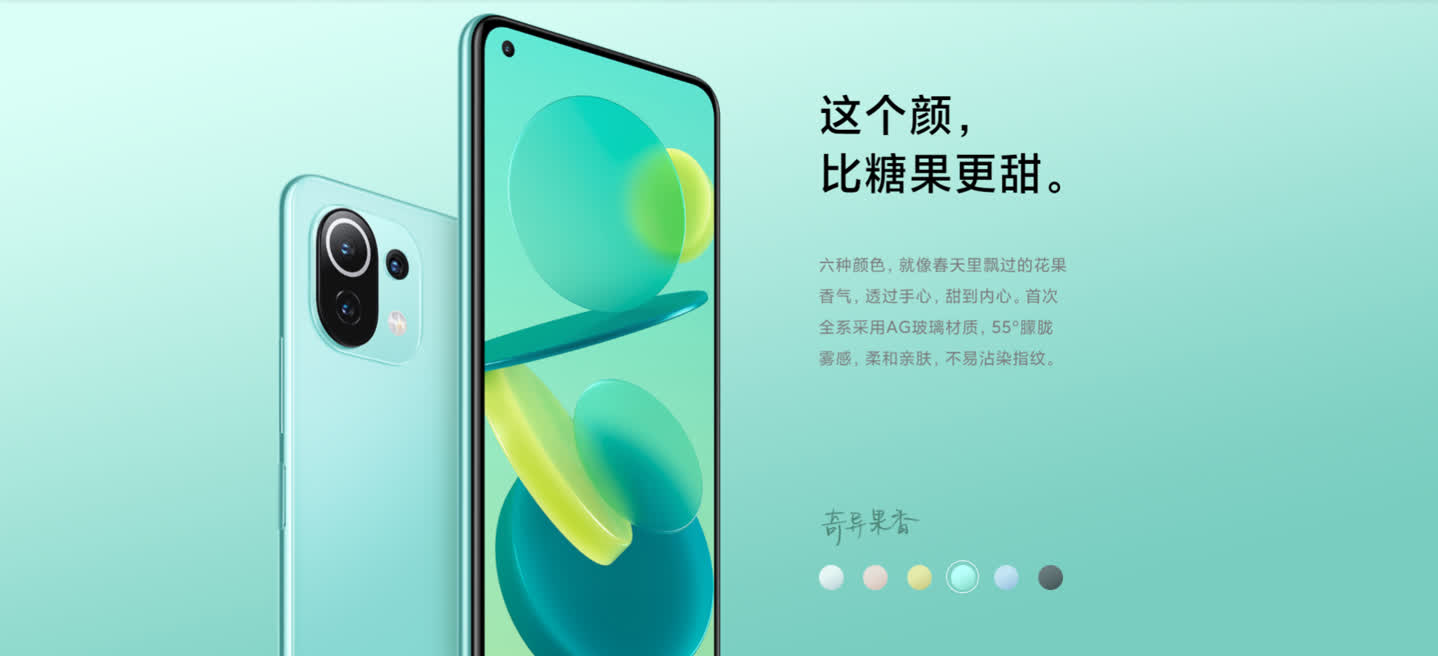 这个颜，
比糖果更甜。
六种颜色，就像春天里飘过的花果
香气，透过手心，甜到内心。首次
全系采用AG玻璃材质，55°朦胧
雾感，柔和亲肤，不易沾染指纹。
奇异果香